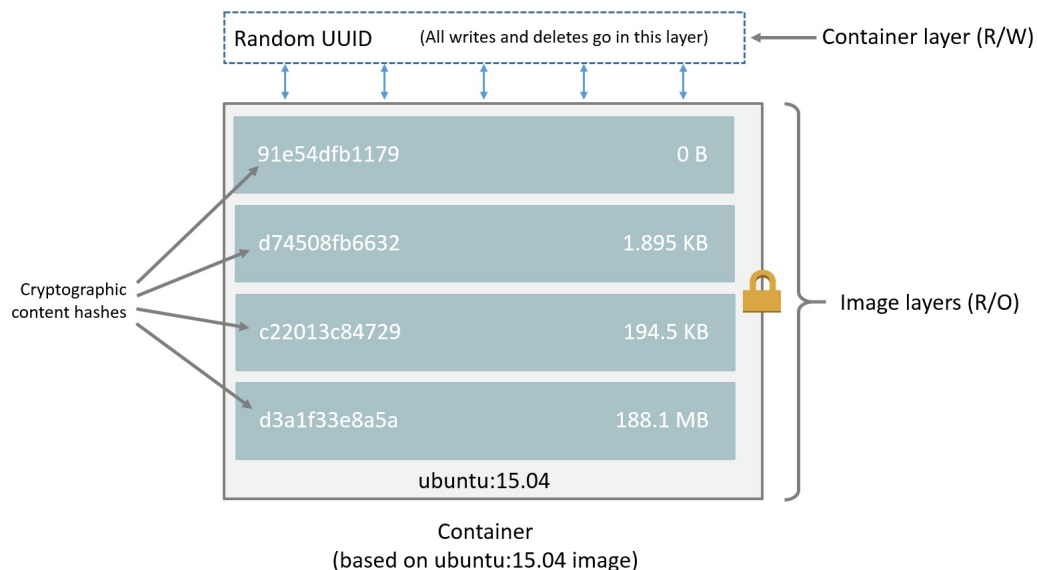 Random UUID (All writes and deletes go in this layer)
Container layer (R/W)
91e54dfb1179 0 B
d74508fb6632 1.895 KB
Cryptographic
content hashes
Image layers (R/O)
c22013c84729 194.5 KB
d3a1f33e8a5a 188.1 MB
ubuntu:15.04
Container
(based on ubuntu:15.04 image)